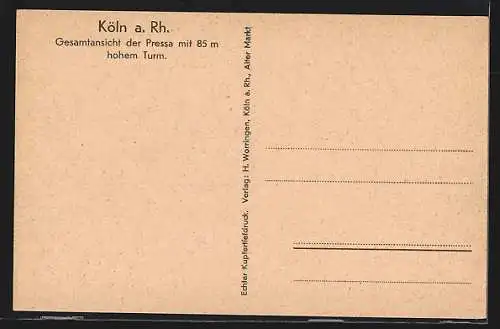 Köln a. Rh.
Gesamtansicht der Pressa mit 85 m
hohem Turm.
Echter Kupfertiefdruck. Verlag: H. Worringen, Köln a. Rh., Alter Markt